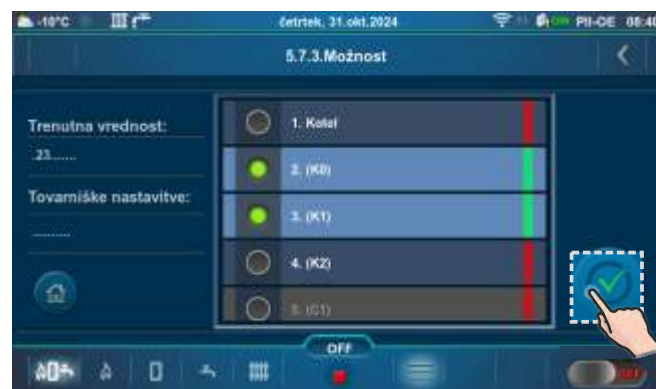 -10°C
četrtek, 31.okt.2024
PII-OE 08:40
5.7.3.Možnost
Trenutna vrednost:
.23......
Tovarniške nastavitve:
..........
1. Kotel
2. (K0)
3. (K1)
4. (K2)
5. (C1)
OFF
OFF